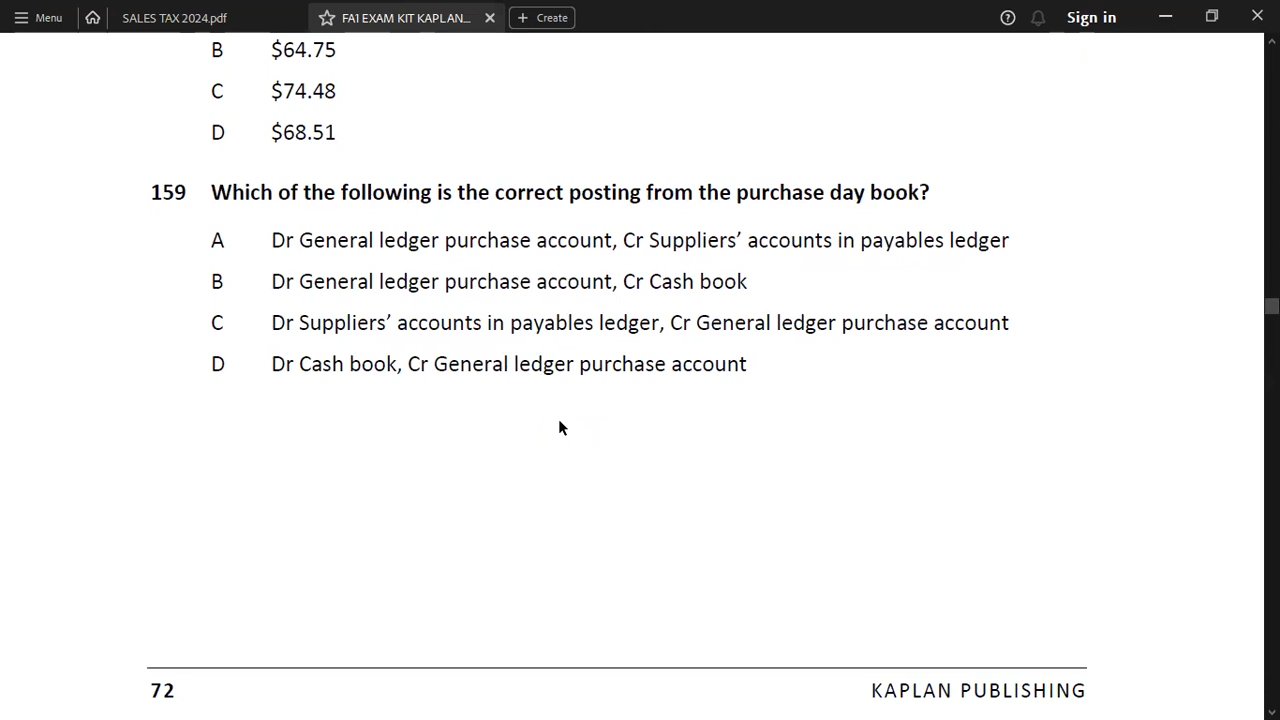 Menu SALES TAX 2024.pdf FA1 EXAM KIT KAPLAN... Create Sign in
B $64.75
C $74.48
D $68.51
159 Which of the following is the correct posting from the purchase day book?
A Dr General ledger purchase account, Cr Suppliers’ accounts in payables ledger
B Dr General ledger purchase account, Cr Cash book
C Dr Suppliers’ accounts in payables ledger, Cr General ledger purchase account
D Dr Cash book, Cr General ledger purchase account
72 KAPLAN PUBLISHING